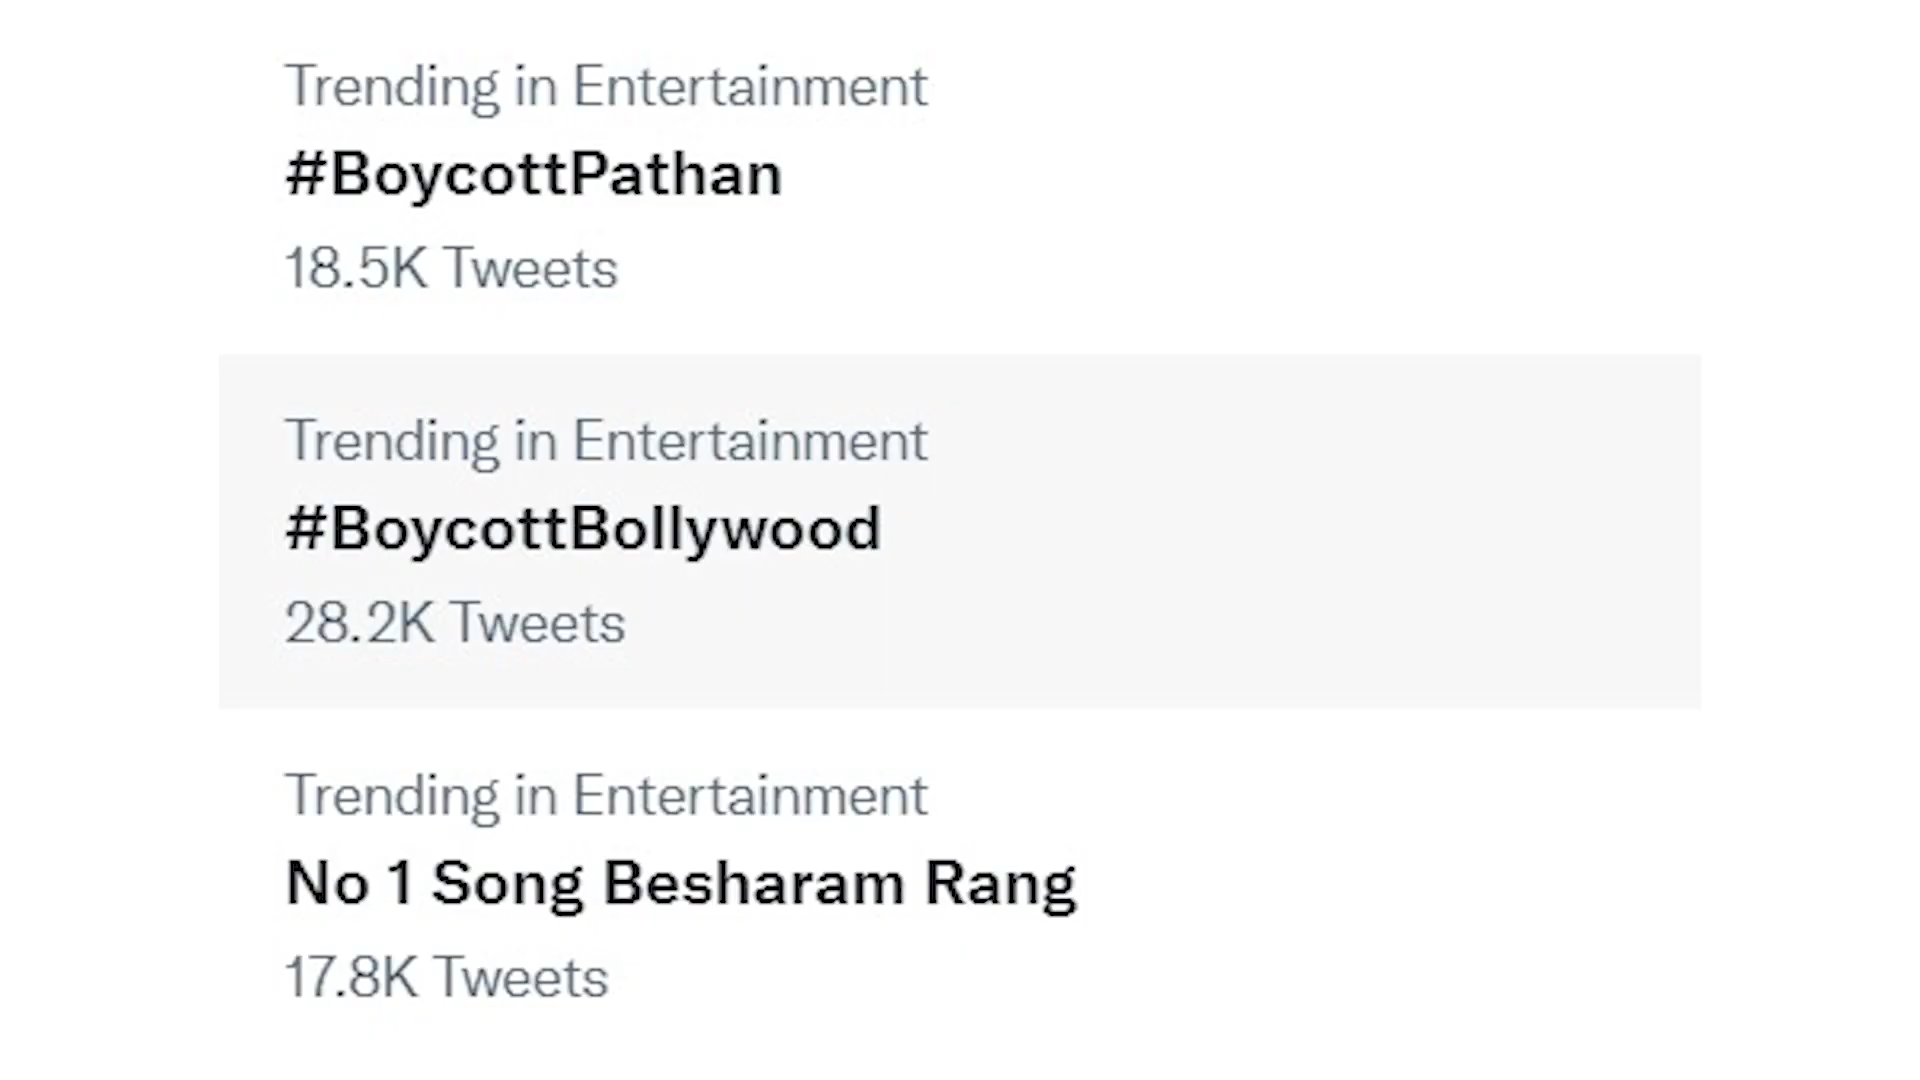 Trending in Entertainment
#BoycottPathan
18.5K Tweets
Trending in Entertainment
#BoycottBollywood
28.2K Tweets
Trending in Entertainment
No 1 Song Besharam Rang
17.8K Tweets